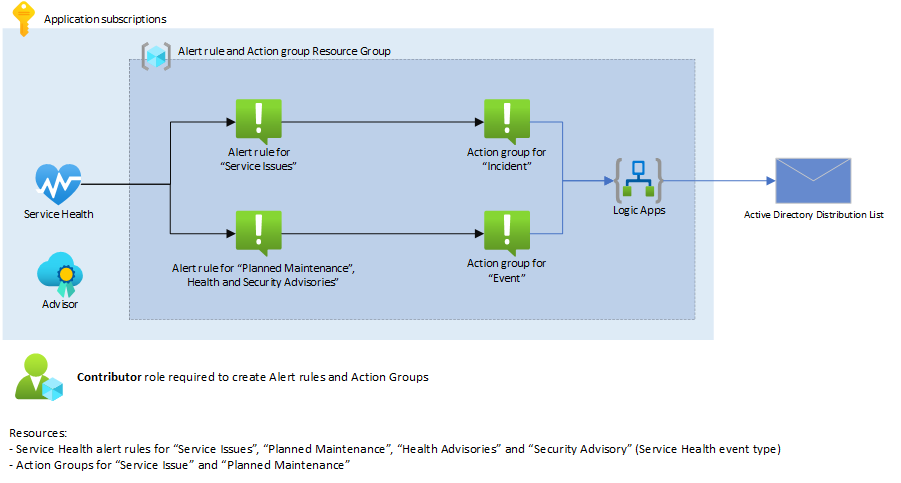 Application subscriptions
Alert rule and Action group Resource Group
Alert rule for
“Service Issues”
Action group for
“Incident”
Service Health
Logic Apps
Active Directory Distribution List
Alert rule for “Planned Maintenance”,
Health and Security Advisories”
Action group for
“Event”
Advisor
Contributor role required to create Alert rules and Action Groups
Resources:
- Service Health alert rules for “Service Issues”, “Planned Maintenance”, “Health Advisories” and “Security Advisory” (Service Health event type)
- Action Groups for “Service Issue” and “Planned Maintenance”